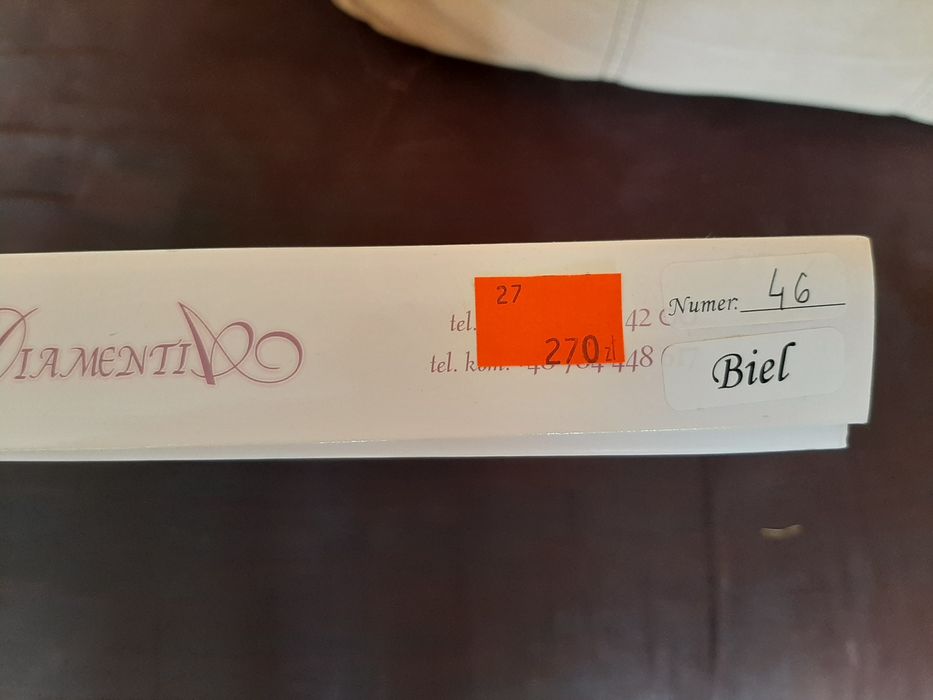 DIAMENTI
27
270 zł
tel. 42
tel. kom. 448
Numer: 46
Biel